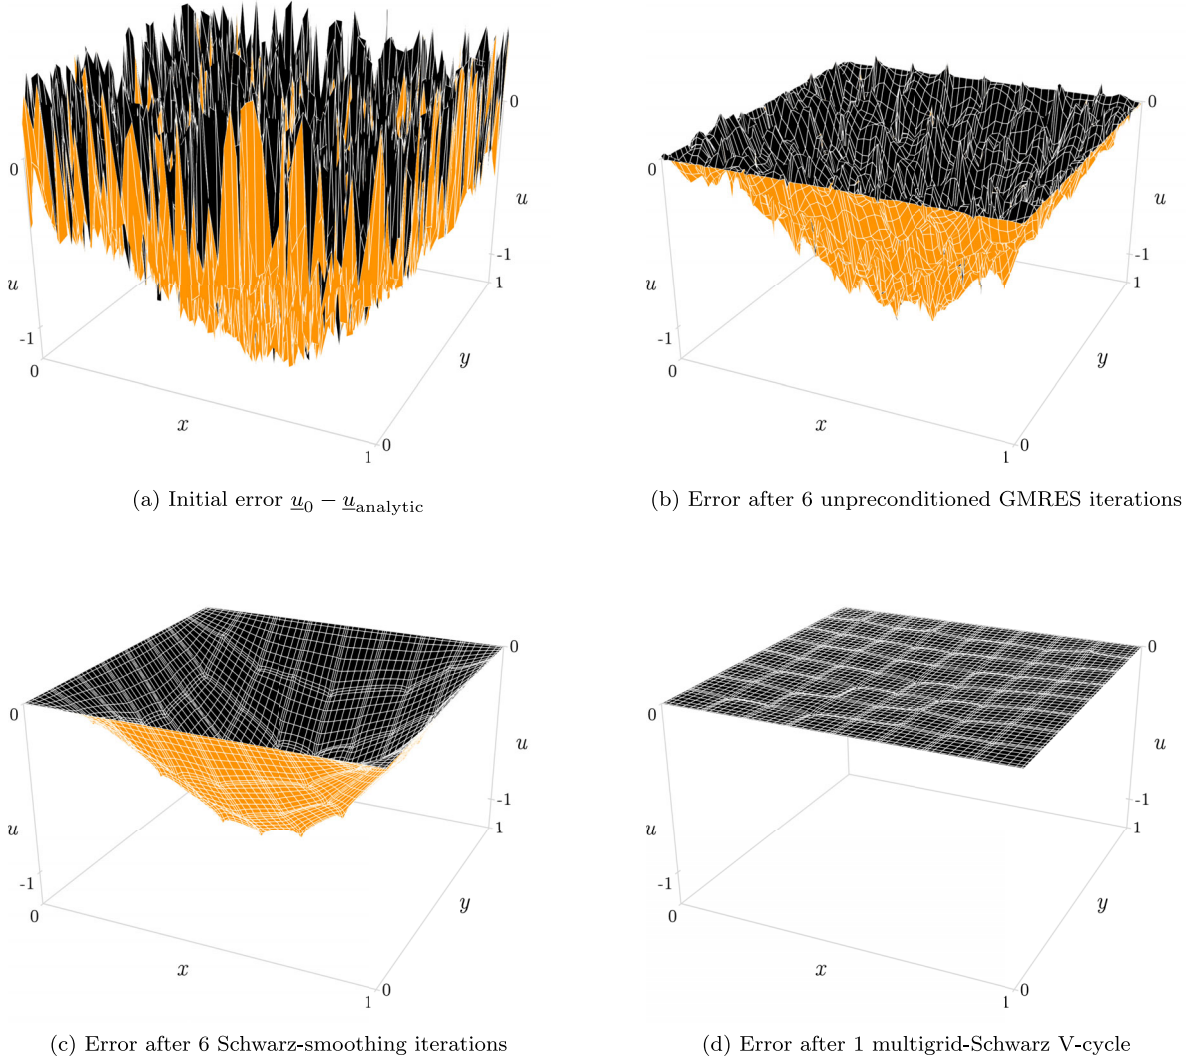 0
0
u
u
-1
1
-1
0
y
x
0
1
(a) Initial error u₀ − u_analytic
0
0
u
u
-1
1
-1
0
y
x
0
1
(b) Error after 6 unpreconditioned GMRES iterations
0
0
u
u
-1
1
-1
0
y
x
0
1
(c) Error after 6 Schwarz-smoothing iterations
0
0
u
u
-1
1
-1
0
y
x
0
1
(d) Error after 1 multigrid-Schwarz V-cycle